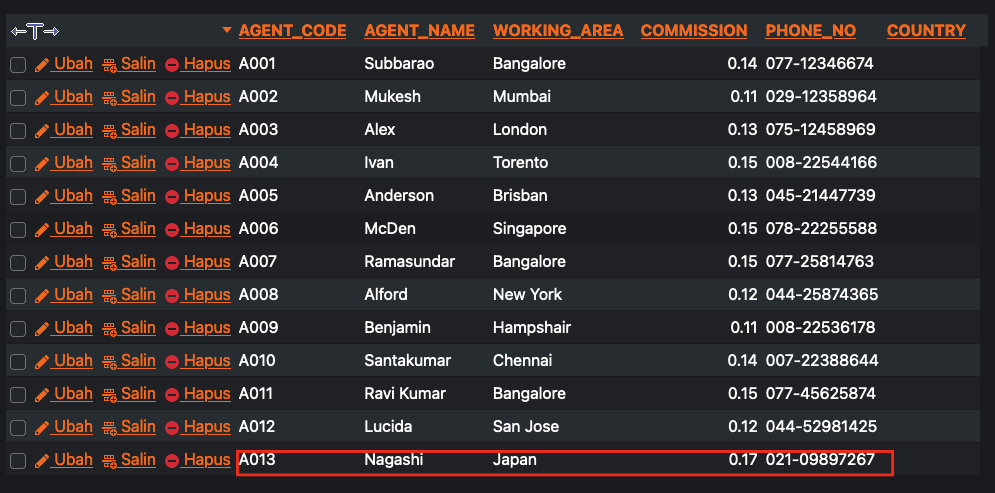 AGENT_CODE AGENT_NAME WORKING_AREA COMMISSION PHONE_NO COUNTRY
Ubah Salin Hapus A001 Subbarao Bangalore 0.14 077-12346674
Ubah Salin Hapus A002 Mukesh Mumbai 0.11 029-12358964
Ubah Salin Hapus A003 Alex London 0.13 075-12458969
Ubah Salin Hapus A004 Ivan Torento 0.15 008-22544166
Ubah Salin Hapus A005 Anderson Brisban 0.13 045-21447739
Ubah Salin Hapus A006 McDen Singapore 0.15 078-22255588
Ubah Salin Hapus A007 Ramasundar Bangalore 0.15 077-25814763
Ubah Salin Hapus A008 Alford New York 0.12 044-25874365
Ubah Salin Hapus A009 Benjamin Hampshair 0.11 008-22536178
Ubah Salin Hapus A010 Santakumar Chennai 0.14 007-22388644
Ubah Salin Hapus A011 Ravi Kumar Bangalore 0.15 077-45625874
Ubah Salin Hapus A012 Lucida San Jose 0.12 044-52981425
Ubah Salin Hapus A013 Nagashi Japan 0.17 021-09897267